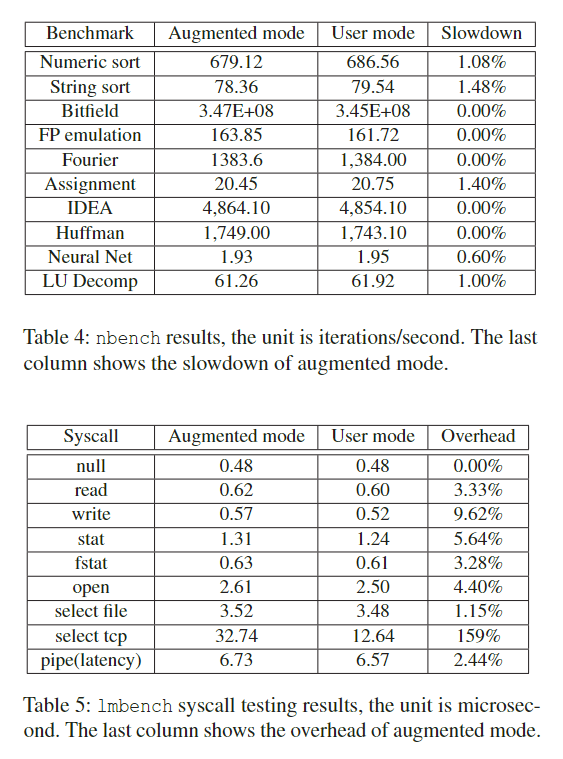 Benchmark Augmented mode User mode Slowdown
Numeric sort 679.12 686.56 1.08%
String sort 78.36 79.54 1.48%
Bitfield 3.47E+08 3.45E+08 0.00%
FP emulation 163.85 161.72 0.00%
Fourier 1383.6 1,384.00 0.00%
Assignment 20.45 20.75 1.40%
IDEA 4,864.10 4,854.10 0.00%
Huffman 1,749.00 1,743.10 0.00%
Neural Net 1.93 1.95 0.60%
LU Decomp 61.26 61.92 1.00%
Table 4: nbench results, the unit is iterations/second. The last
column shows the slowdown of augmented mode.
Syscall Augmented mode User mode Overhead
null 0.48 0.48 0.00%
read 0.62 0.60 3.33%
write 0.57 0.52 9.62%
stat 1.31 1.24 5.64%
fstat 0.63 0.61 3.28%
open 2.61 2.50 4.40%
select file 3.52 3.48 1.15%
select tcp 32.74 12.64 159%
pipe(latency) 6.73 6.57 2.44%
Table 5: lmbench syscall testing results, the unit is microsec-
ond. The last column shows the overhead of augmented mode.